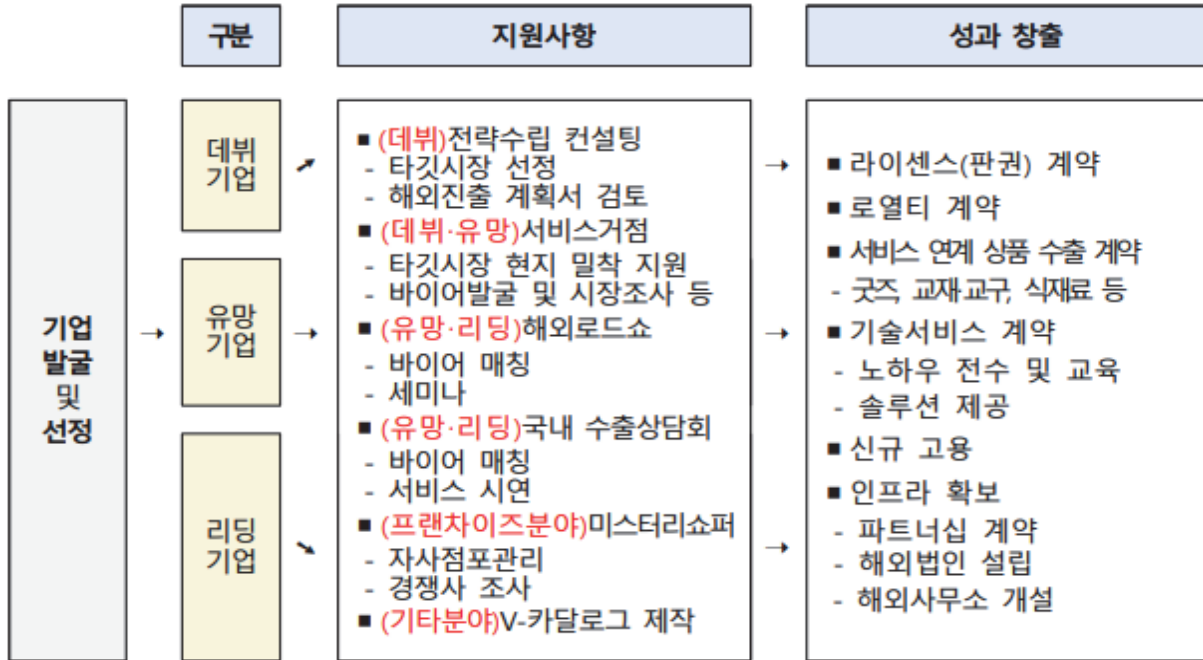 구분
지원사항
성과 창출
기업
발굴
및
선정
→
데뷔
기업
➚
유망
기업
→
리딩
기업
➘
■ (데뷔)전략수립 컨설팅
- 타깃시장 선정
- 해외진출 계획서 검토
■ (데뷔·유망)서비스거점
- 타깃시장 현지 밀착 지원
- 바이어발굴 및 시장조사 등
■ (유망·리딩)해외로드쇼
- 바이어 매칭
- 세미나
■ (유망·리딩)국내 수출상담회
- 바이어 매칭
- 서비스 시연
■ (프랜차이즈분야)미스터리쇼퍼
- 자사점포관리
- 경쟁사 조사
■ (기타분야)V-카달로그 제작
→
→
→
■ 라이센스(판권) 계약
■ 로열티 계약
■ 서비스 연계 상품 수출 계약
- 굿즈, 교재·교구, 식재료 등
■ 기술서비스 계약
- 노하우 전수 및 교육
- 솔루션 제공
■ 신규 고용
■ 인프라 확보
- 파트너십 계약
- 해외법인 설립
- 해외사무소 개설